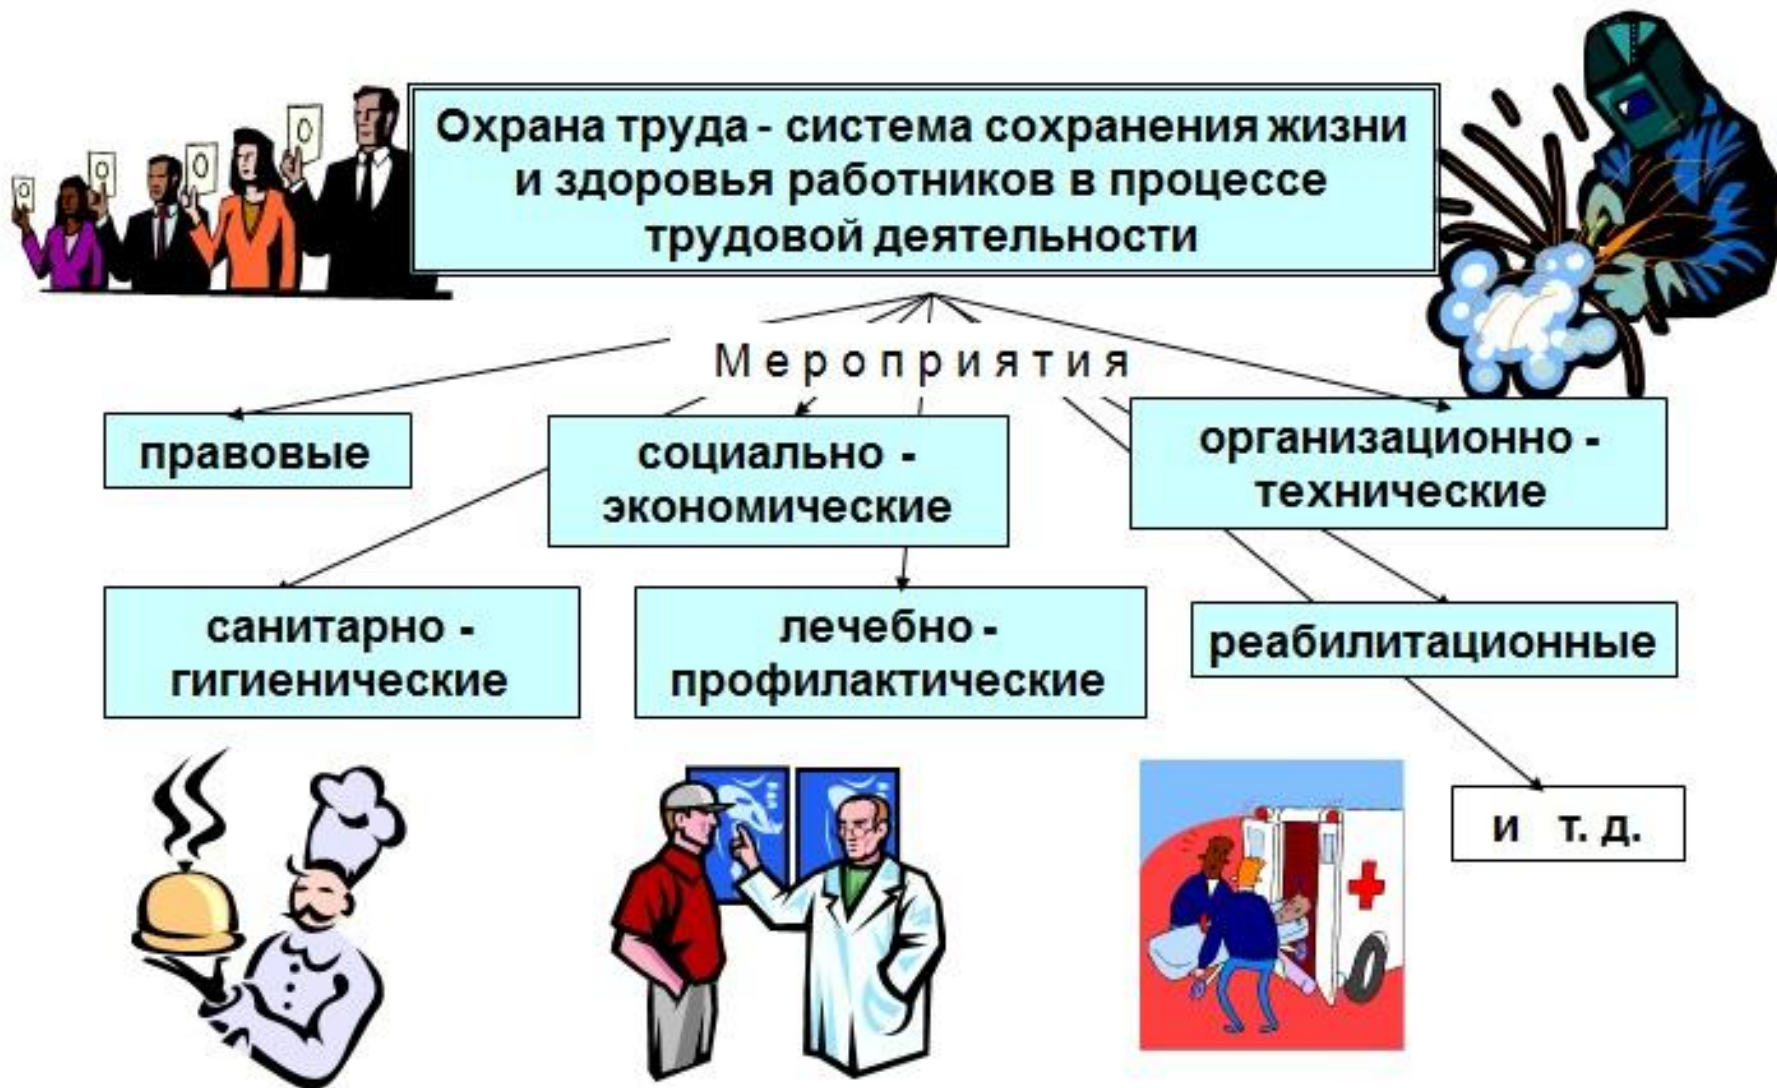 Охрана труда - система сохранения жизни
и здоровья работников в процессе
трудовой деятельности
Мероприятия
правовые
социально -
экономические
организационно -
технические
санитарно -
гигиенические
лечебно -
профилактические
реабилитационные
и т. д.